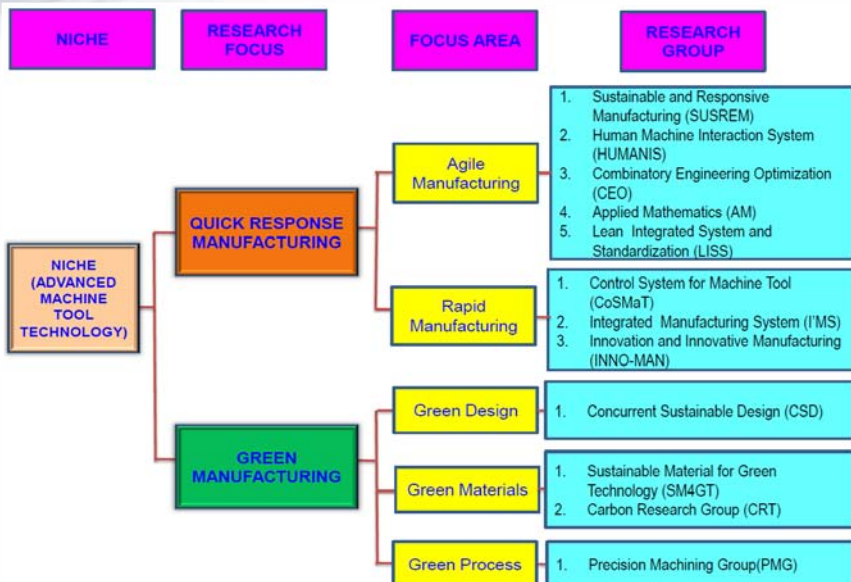 NICHE
RESEARCH
FOCUS
FOCUS AREA
RESEARCH
GROUP
NICHE
(ADVANCED
MACHINE
TOOL
TECHNOLOGY)
QUICK RESPONSE
MANUFACTURING
Agile
Manufacturing
1. Sustainable and Responsive
Manufacturing (SUSREM)
2. Human Machine Interaction System
(HUMANIS)
3. Combinatory Engineering Optimization
(CEO)
4. Applied Mathematics (AM)
5. Lean Integrated System and
Standardization (LISS)
Rapid
Manufacturing
1. Control System for Machine Tool
(CoSMaT)
2. Integrated Manufacturing System (I'MS)
3. Innovation and Innovative Manufacturing
(INNO-MAN)
GREEN
MANUFACTURING
Green Design
1. Concurrent Sustainable Design (CSD)
Green Materials
1. Sustainable Material for Green
Technology (SM4GT)
2. Carbon Research Group (CRT)
Green Process
1. Precision Machining Group(PMG)